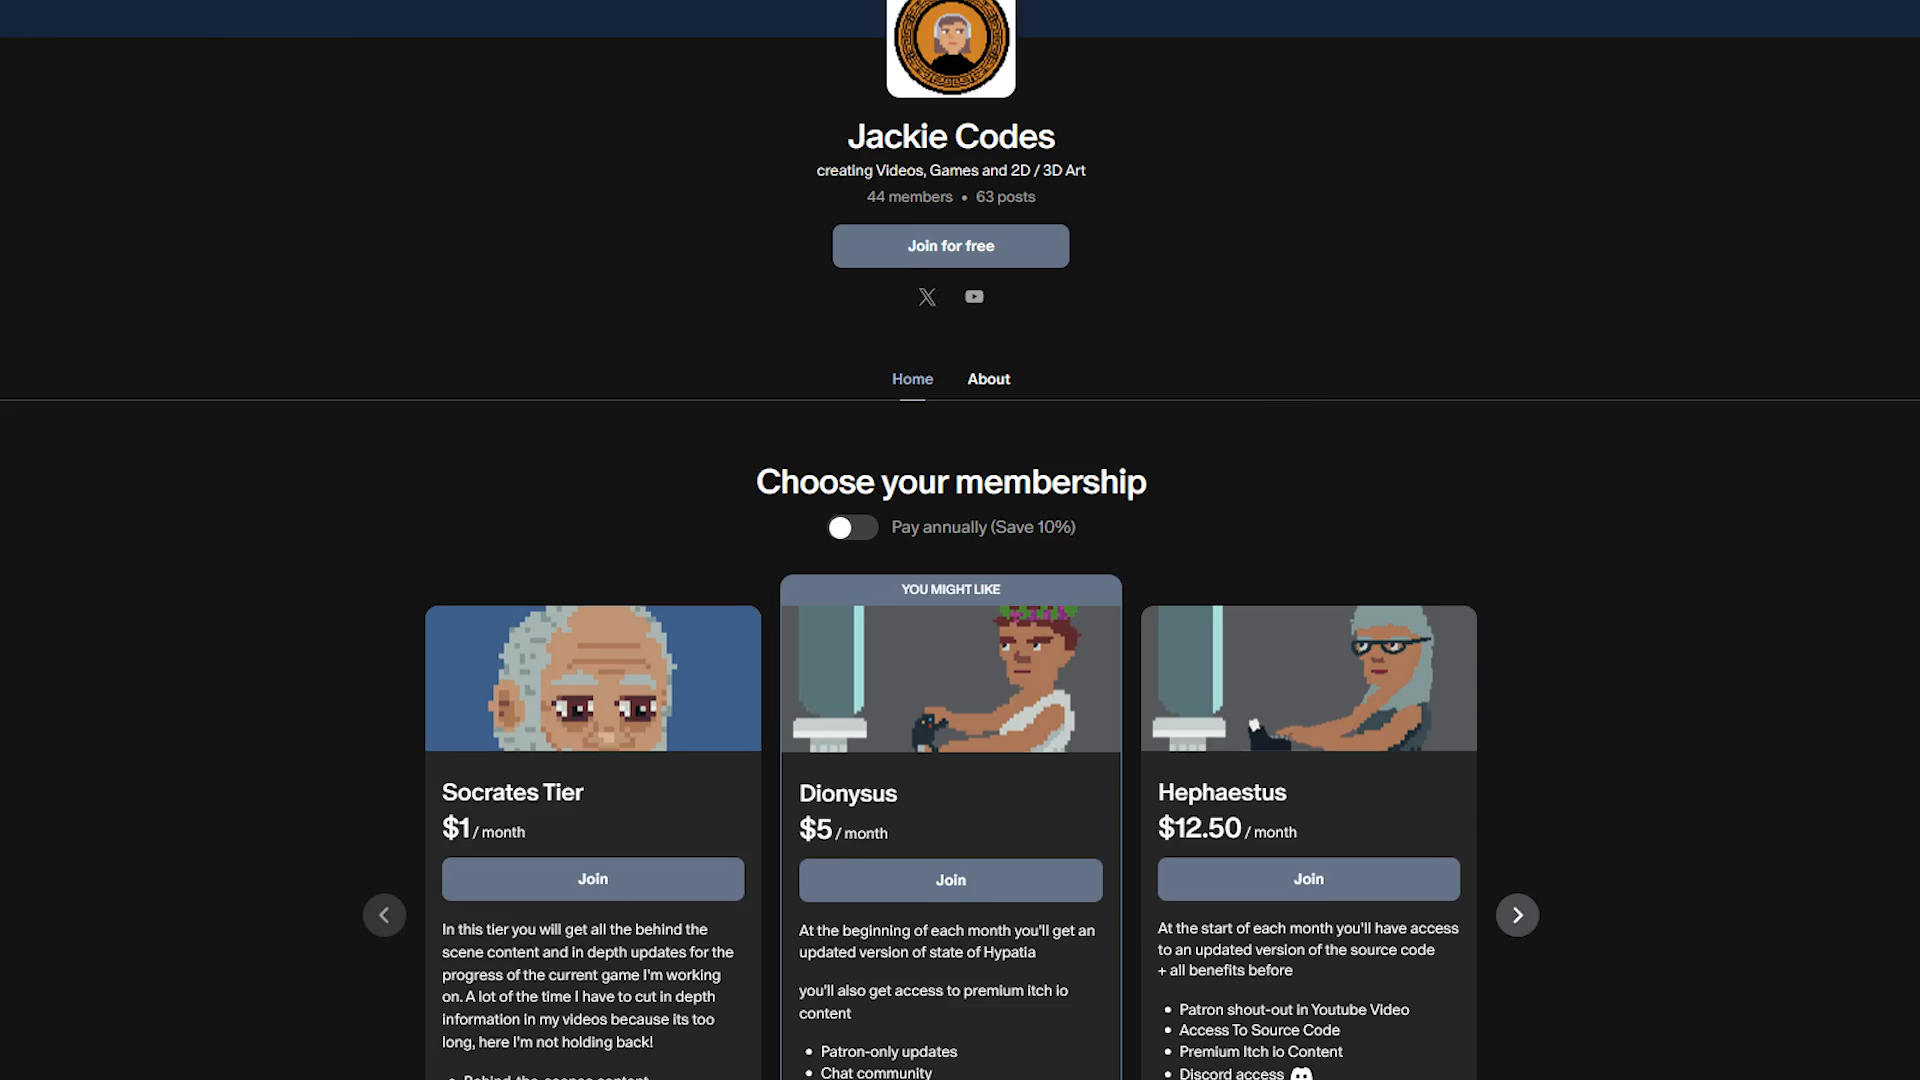 Jackie Codes
creating Videos, Games and 2D / 3D Art
44 members • 63 posts
Join for free
Home
About
Choose your membership
Pay annually (Save 10%)
Socrates Tier
$1 / month
Join
In this tier you will get all the behind the
scene content and in depth updates for the
progress of the current game I'm working
on. A lot of the time I have to cut in depth
information in my videos because its too
long, here I'm not holding back!
• Behind-the-scenes content
YOU MIGHT LIKE
Dionysus
$5 / month
Join
At the beginning of each month you'll get an
updated version of state of Hypatia
you'll also get access to premium itch io
content
• Patron-only updates
• Chat community
Hephaestus
$12.50 / month
Join
At the start of each month you'll have access
to an updated version of the source code
+ all benefits before
• Patron shout-out in Youtube Video
• Access To Source Code
• Premium Itch io Content
• Discord access